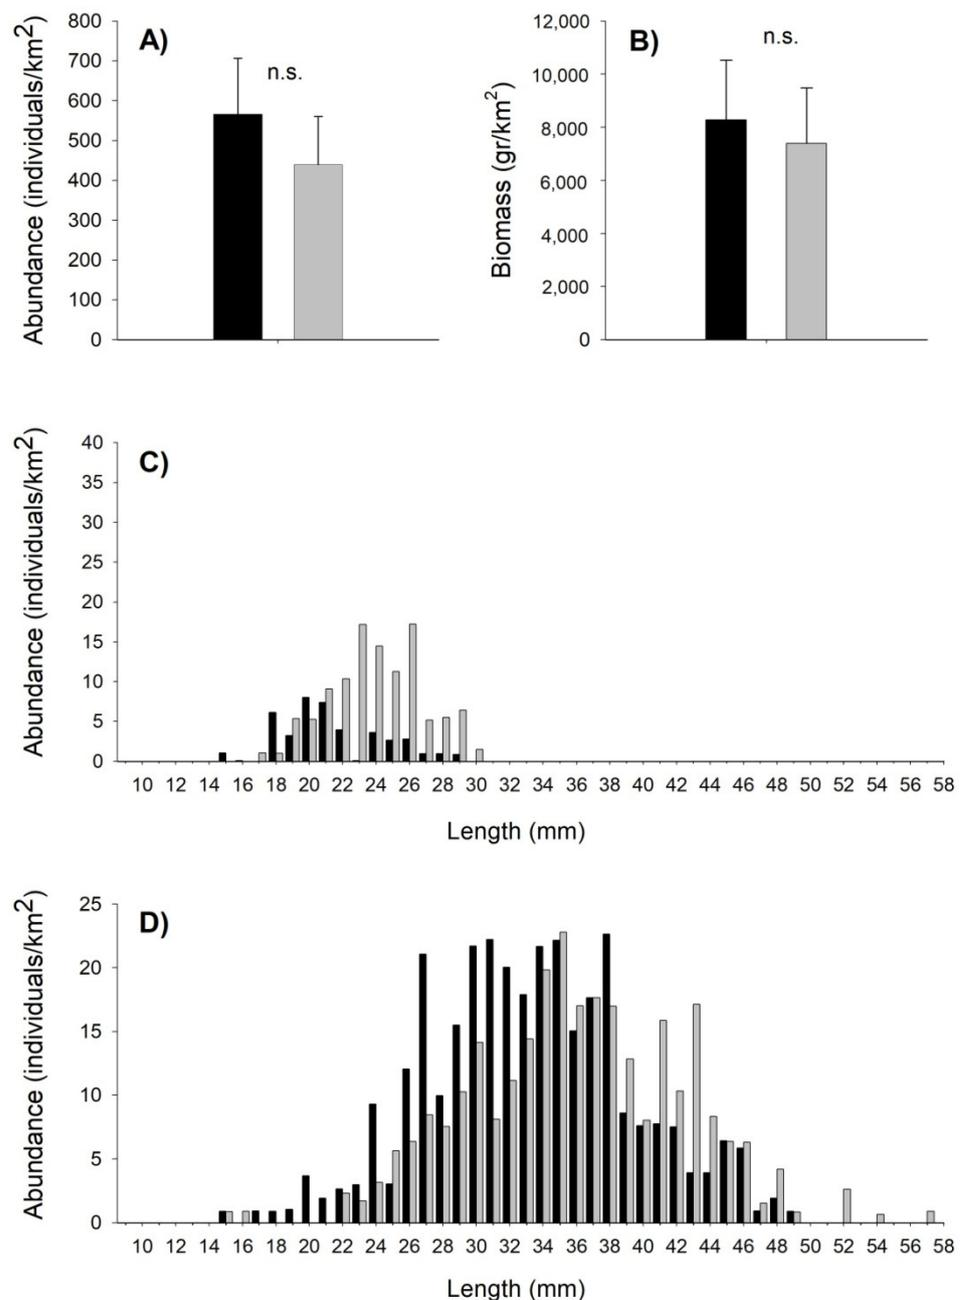 A)
Abundance (individuals/km²)
800
700
600
500
400
300
200
100
0
n.s.
B)
Biomass (gr/km²)
12,000
10,000
8,000
6,000
4,000
2,000
0
n.s.
C)
Abundance (individuals/km²)
40
35
30
25
20
15
10
5
0
10 12 14 16 18 20 22 24 26 28 30 32 34 36 38 40 42 44 46 48 50 52 54 56 58
Length (mm)
D)
Abundance (individuals/km²)
25
20
15
10
5
0
10 12 14 16 18 20 22 24 26 28 30 32 34 36 38 40 42 44 46 48 50 52 54 56 58
Length (mm)